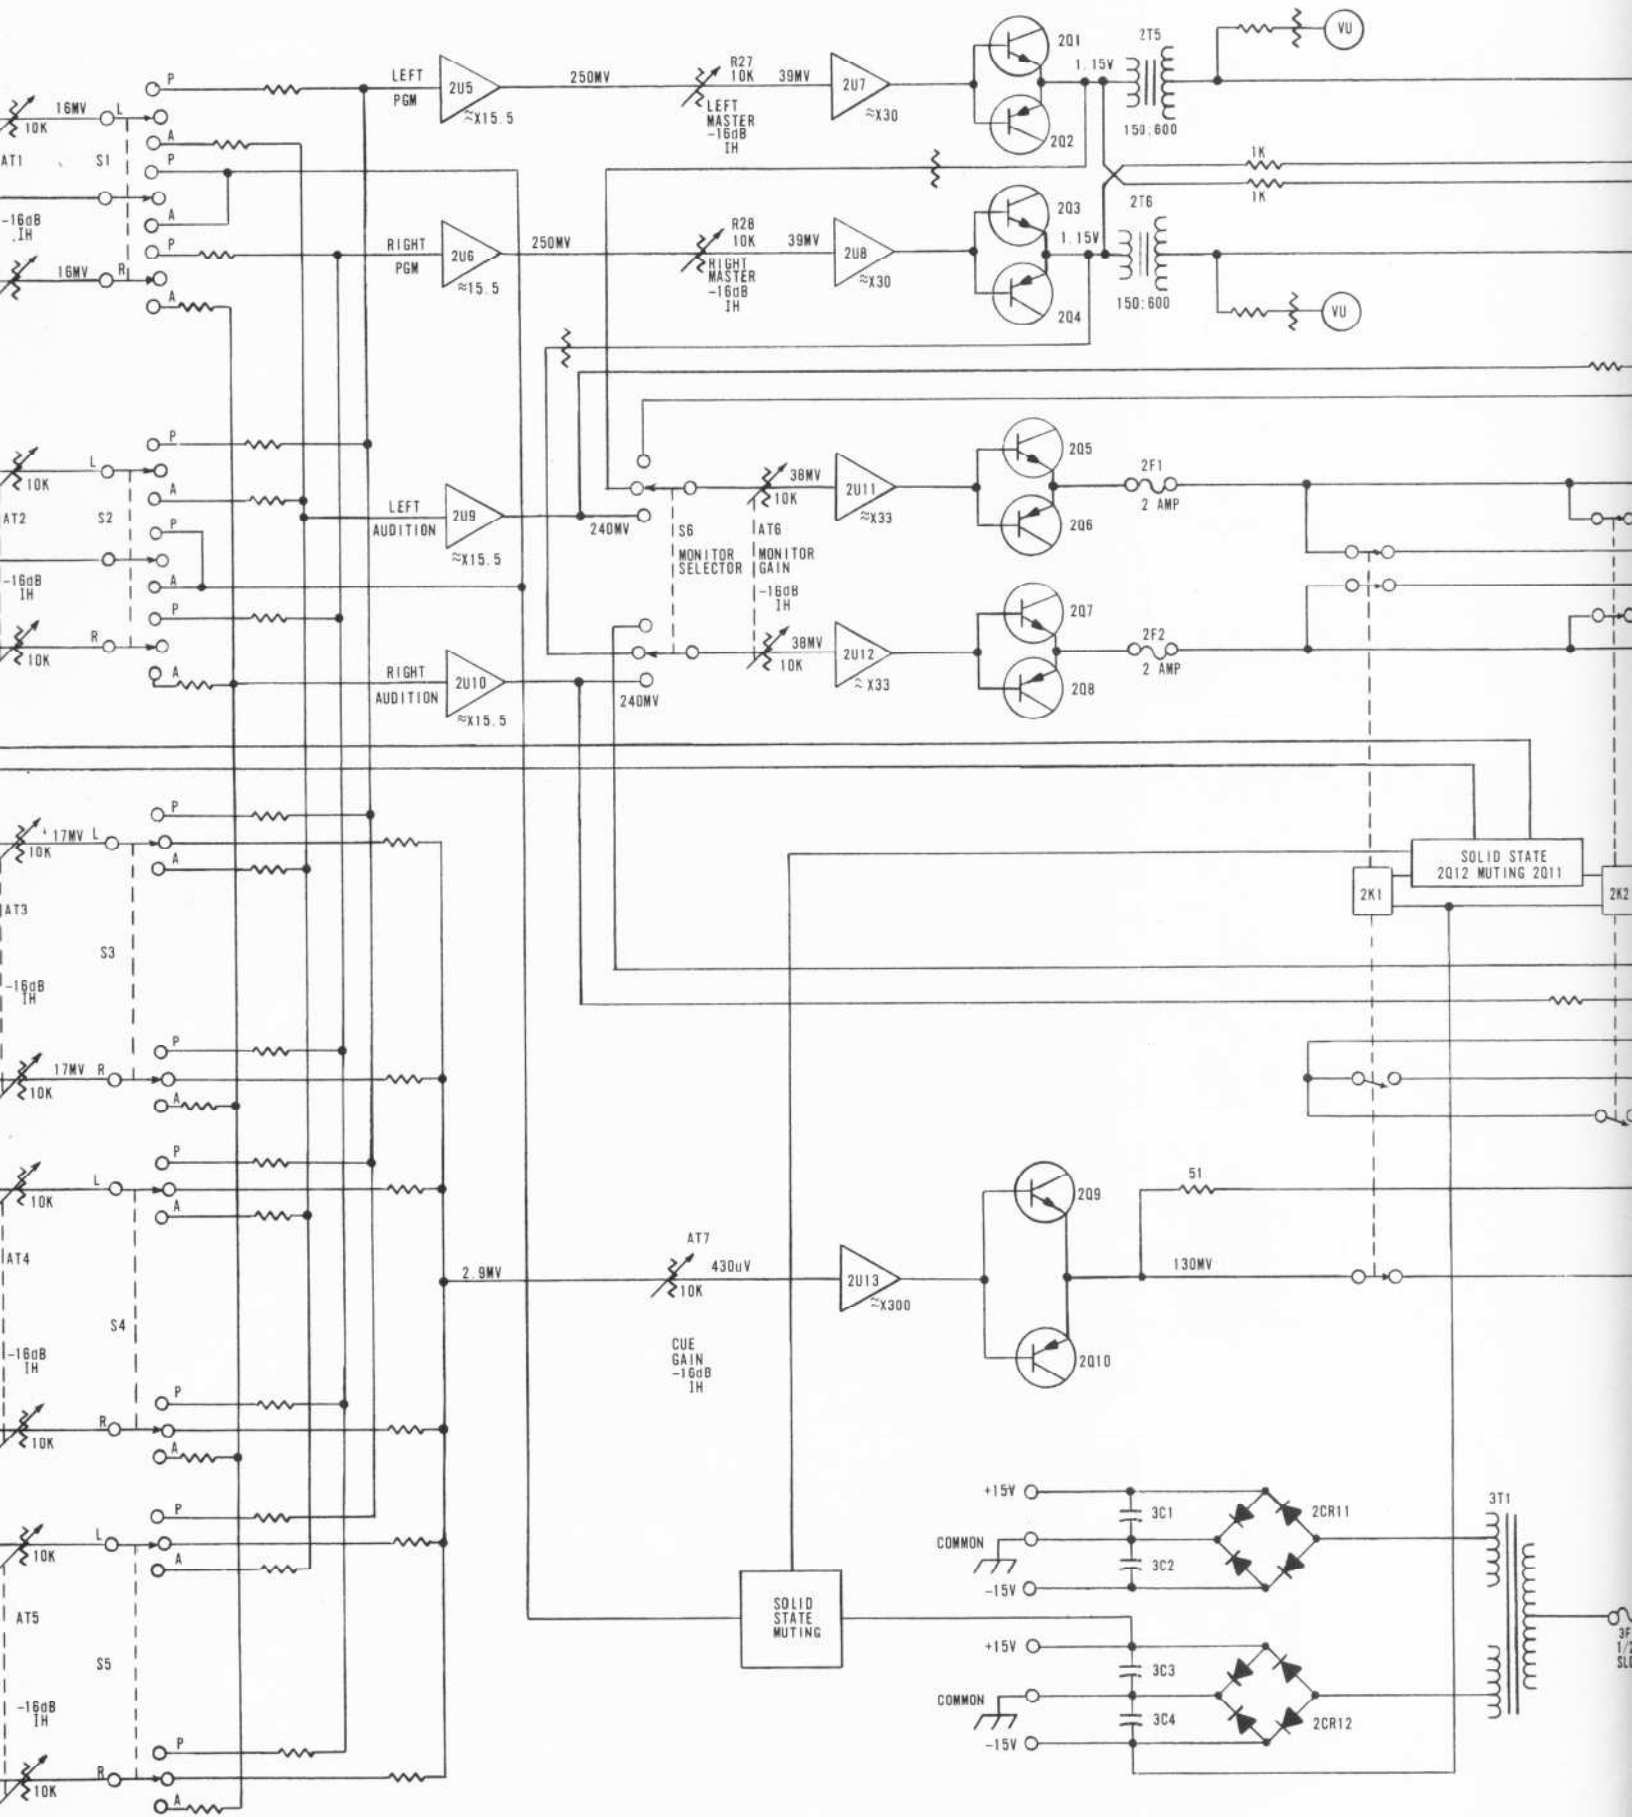 P
16MV L
10K
AT1 S1
A
P
-16dB
.IH
A
P
16MV R
A
LEFT
PGM
2U5
≈X15.5
250MV
R27
10K
LEFT
MASTER
-16dB
IH
39MV
2U7
≈X30
2Q1
2Q2
1.15V
2T5
150:600
VU
1K
1K
RIGHT
PGM
2U6
≈15.5
250MV
R28
10K
RIGHT
MASTER
-16dB
IH
39MV
2U8
≈X30
2Q3
2Q4
1.15V
2T6
150:600
VU
P
L
10K
AT2 S2
A
P
-16dB
IH
A
P
R
10K
A
LEFT
AUDITION
2U9
≈X15.5
240MV
S6
MONITOR
SELECTOR
AT6
MONITOR
GAIN
-16dB
IH
38MV
10K
2U11
≈X33
2Q5
2Q6
2F1
2 AMP
RIGHT
AUDITION
2U10
≈X15.5
240MV
38MV
10K
2U12
≈X33
2Q7
2Q8
2F2
2 AMP
P
17MV L
10K
A
AT3
S3
-16dB
IH
P
17MV R
10K
A
SOLID STATE
2Q12 MUTING 2Q11
2K1
2K2
P
L
10K
A
AT4
S4
-16dB
IH
P
R
10K
A
2.9MV
AT7
430uV
10K
CUE
GAIN
-16dB
IH
2U13
≈X300
2Q9
2Q10
51
130MV
P
L
10K
A
AT5
S5
-16dB
IH
P
R
10K
A
SOLID
STATE
MUTING
+15V
3C1
2CR11
COMMON
3C2
-15V
3T1
+15V
3C3
COMMON
3C4
2CR12
-15V